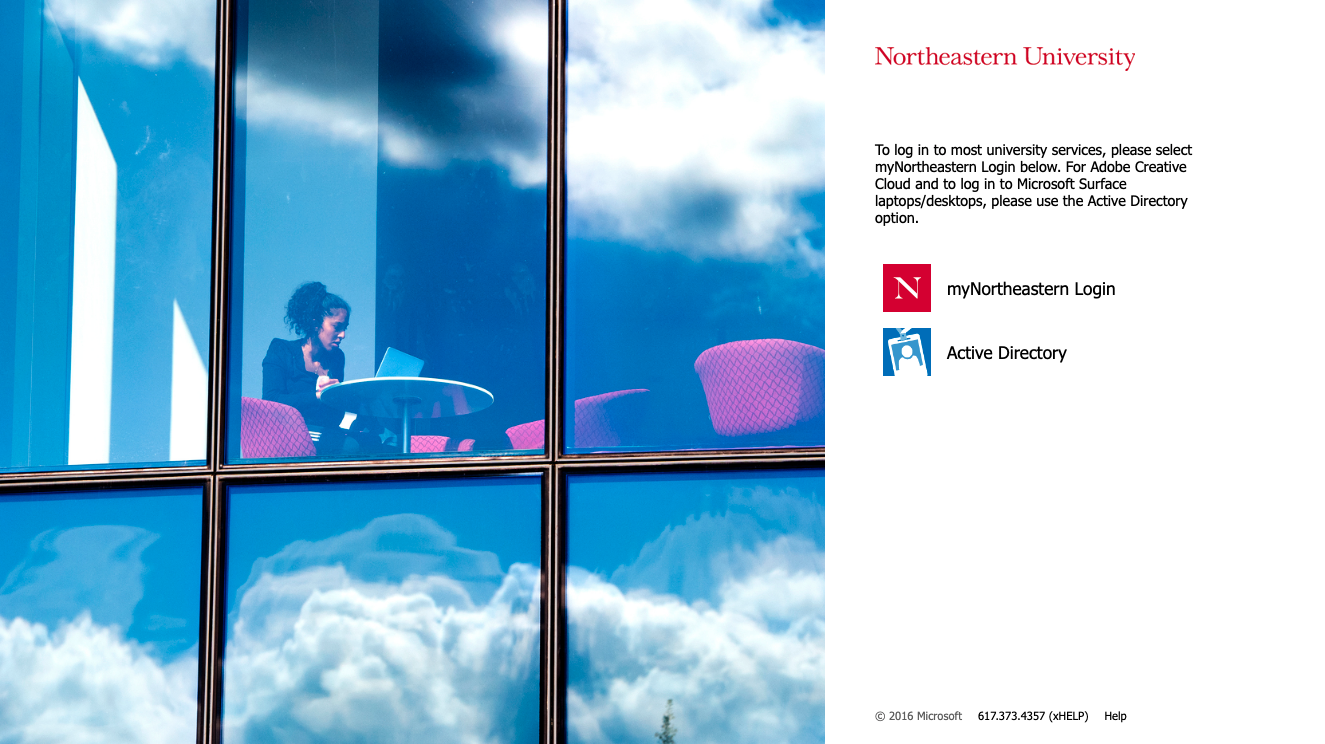 Northeastern University
To log in to most university services, please select
myNortheastern Login below. For Adobe Creative
Cloud and to log in to Microsoft Surface
laptops/desktops, please use the Active Directory
option.
N
myNortheastern Login
Active Directory
© 2016 Microsoft 617.373.4357 (xHELP) Help